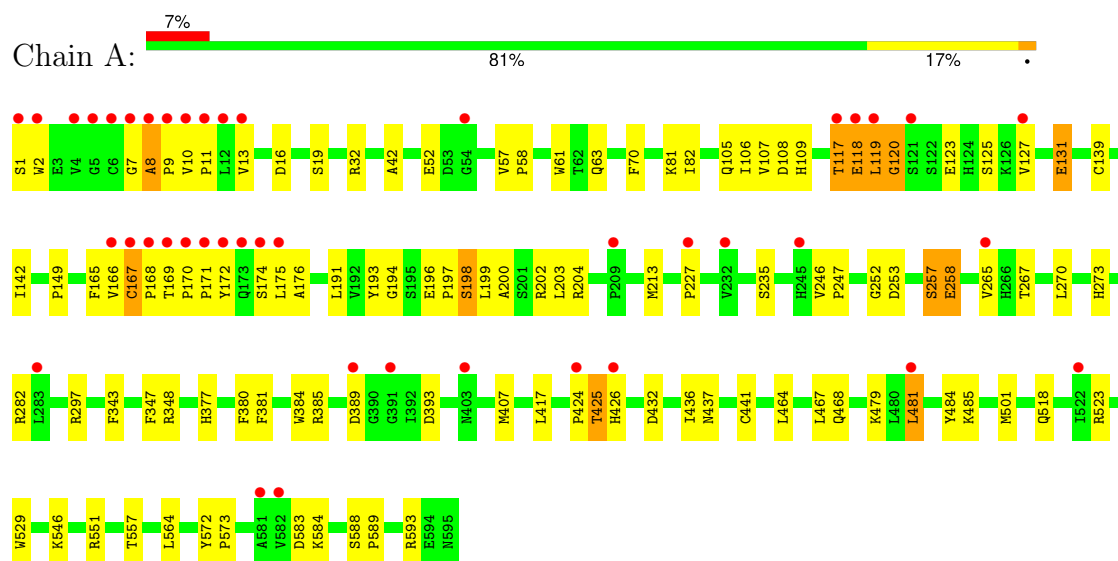 7%
Chain A:
81% 17% •
S1 W2 E3 V4 G5 C6 G7 A8 P9 V10 P11 L12 V13 D16 S19 R32 A42 E52 D53 G54 V57 P58 W61 T62 Q63 F70 K81 I82 Q105 I106 V107 D108 H109 T117 E118 L119 G120 S121 S122 E123 H124 S125 K126 V127 E131 C139
I142 P149 F165 V166 C167 P168 T169 P170 P171 Y172 Q173 S174 L175 A176 L191 V192 Y193 G194 S195 E196 P197 S198 L199 A200 S201 R202 L203 R204 P209 M213 P227 V232 S235 H245 V246 P247 G252 D253 S257 E258 V265 H266 T267 L270 H273
R282 L283 R297 F343 F347 R348 H377 F380 F381 W384 R385 D389 G390 G391 I392 D393 N403 M407 L417 P424 T425 H426 D432 I436 N437 C441 L464 L467 Q468 K479 L480 L481 Y484 K485 M501 Q518 I522 R523
W529 K546 R551 T557 L564 Y572 P573 A581 V582 D583 K584 S588 P589 R593 E594 N595